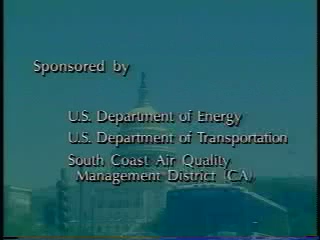 Sponsored by
U.S. Department of Energy
U.S. Department of Transportation
South Coast Air Quality
Management District (CA)